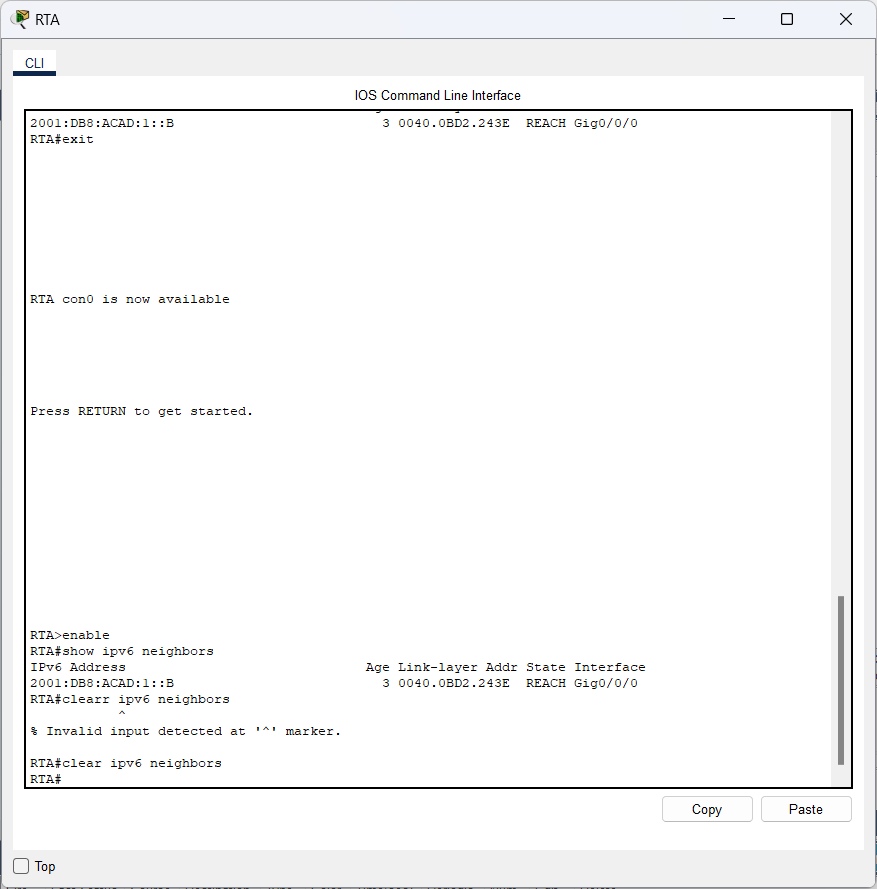 RTA
CLI
IOS Command Line Interface
2001:DB8:ACAD:1::B 3 0040.0BD2.243E REACH Gig0/0/0
RTA#exit
RTA con0 is now available
Press RETURN to get started.
RTA>enable
RTA#show ipv6 neighbors
IPv6 Address Age Link-layer Addr State Interface
2001:DB8:ACAD:1::B 3 0040.0BD2.243E REACH Gig0/0/0
RTA#clearr ipv6 neighbors
^
% Invalid input detected at '^' marker.
RTA#clear ipv6 neighbors
RTA#
Copy Paste
Top